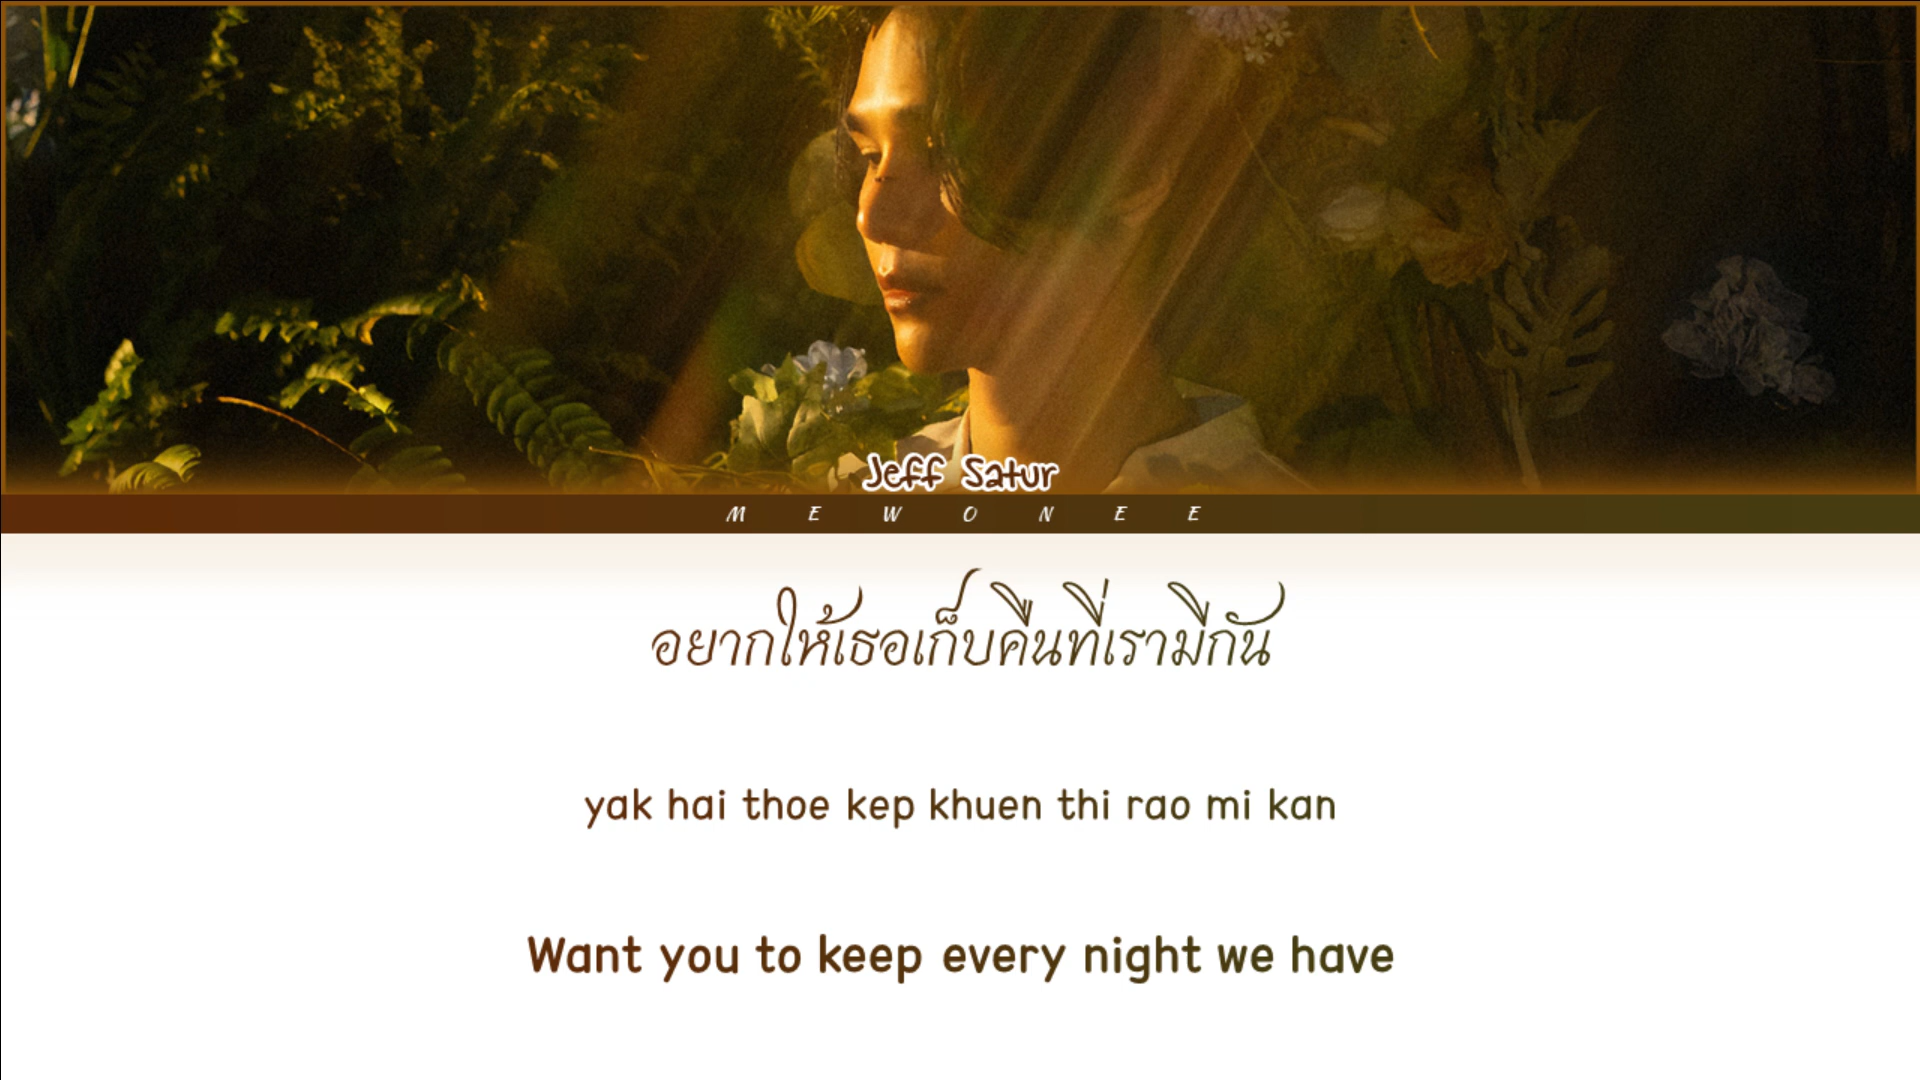 Jeff Satur
MEWONEE
อยากให้เธอเก็บคืนที่เรามีกัน
yak hai thoe kep khuen thi rao mi kan
Want you to keep every night we have